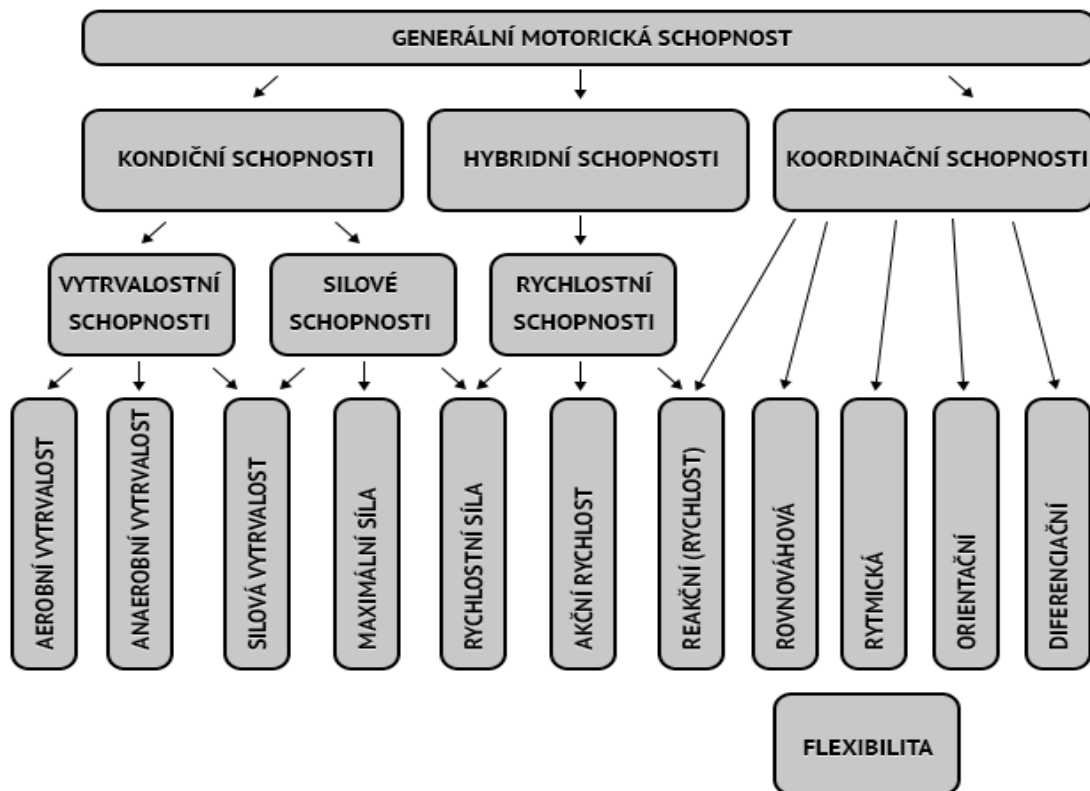 GENERÁLNÍ MOTORICKÁ SCHOPNOST
KONDIČNÍ SCHOPNOSTI
HYBRIDNÍ SCHOPNOSTI
KOORDINAČNÍ SCHOPNOSTI
VYTRVALOSTNÍ
SCHOPNOSTI
SILOVÉ
SCHOPNOSTI
RYCHLOSTNÍ
SCHOPNOSTI
AEROBNÍ VYTRVALOST
ANAEROBNÍ VYTRVALOST
SILOVÁ VYTRVALOST
MAXIMÁLNÍ SÍLA
RYCHLOSTNÍ SÍLA
AKČNÍ RYCHLOST
REAKČNÍ (RYCHLOST)
ROVNOVÁHOVÁ
RYTMICKÁ
ORIENTAČNÍ
DIFERENCIAČNÍ
FLEXIBILITA